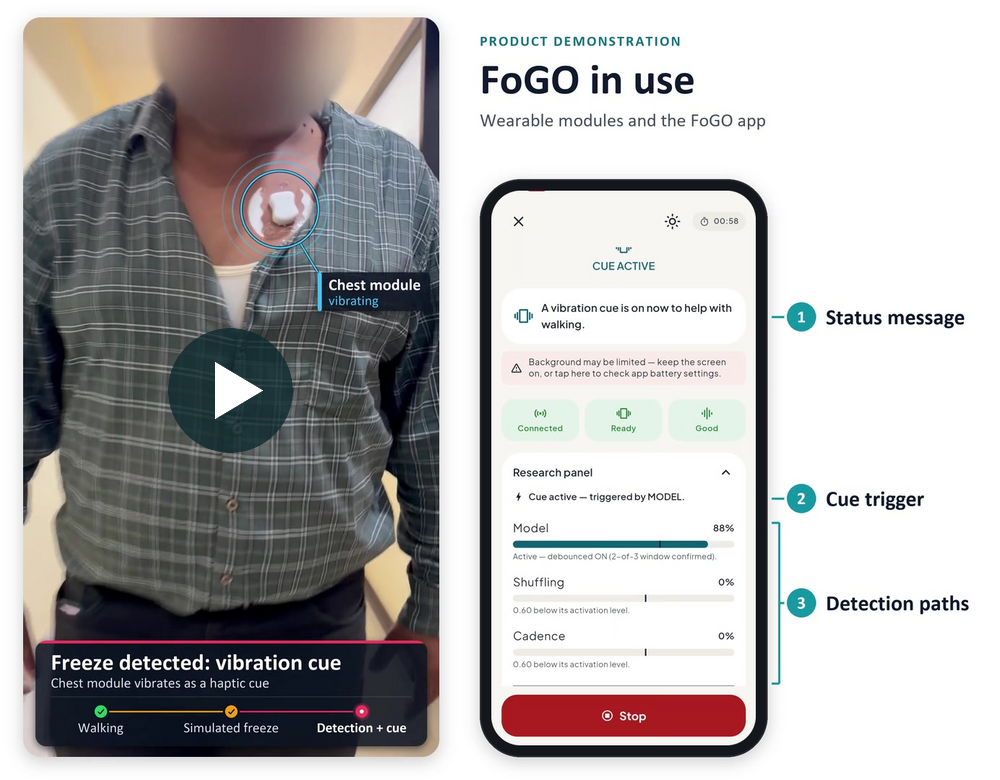 PRODUCT DEMONSTRATION
FoGO in use
Wearable modules and the FoGO app
Chest module
vibrating
Freeze detected: vibration cue
Chest module vibrates as a haptic cue
Walking
Simulated freeze
Detection + cue
00:58
CUE ACTIVE
A vibration cue is on now to help with
walking.
Background may be limited — keep the screen
on, or tap here to check app battery settings.
Connected
Ready
Good
Research panel
Cue active — triggered by MODEL.
Model 88%
Active — debounced ON (2-of-3 window confirmed).
Shuffling 0%
0.60 below its activation level.
Cadence 0%
0.60 below its activation level.
Stop
1 Status message
2 Cue trigger
3 Detection paths